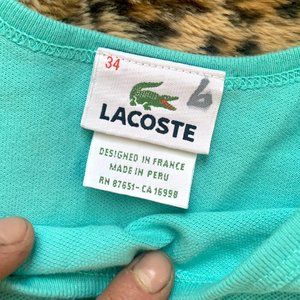 34
6
LACOSTE
DESIGNED IN FRANCE
MADE IN PERU
RN 87651-CA 16998